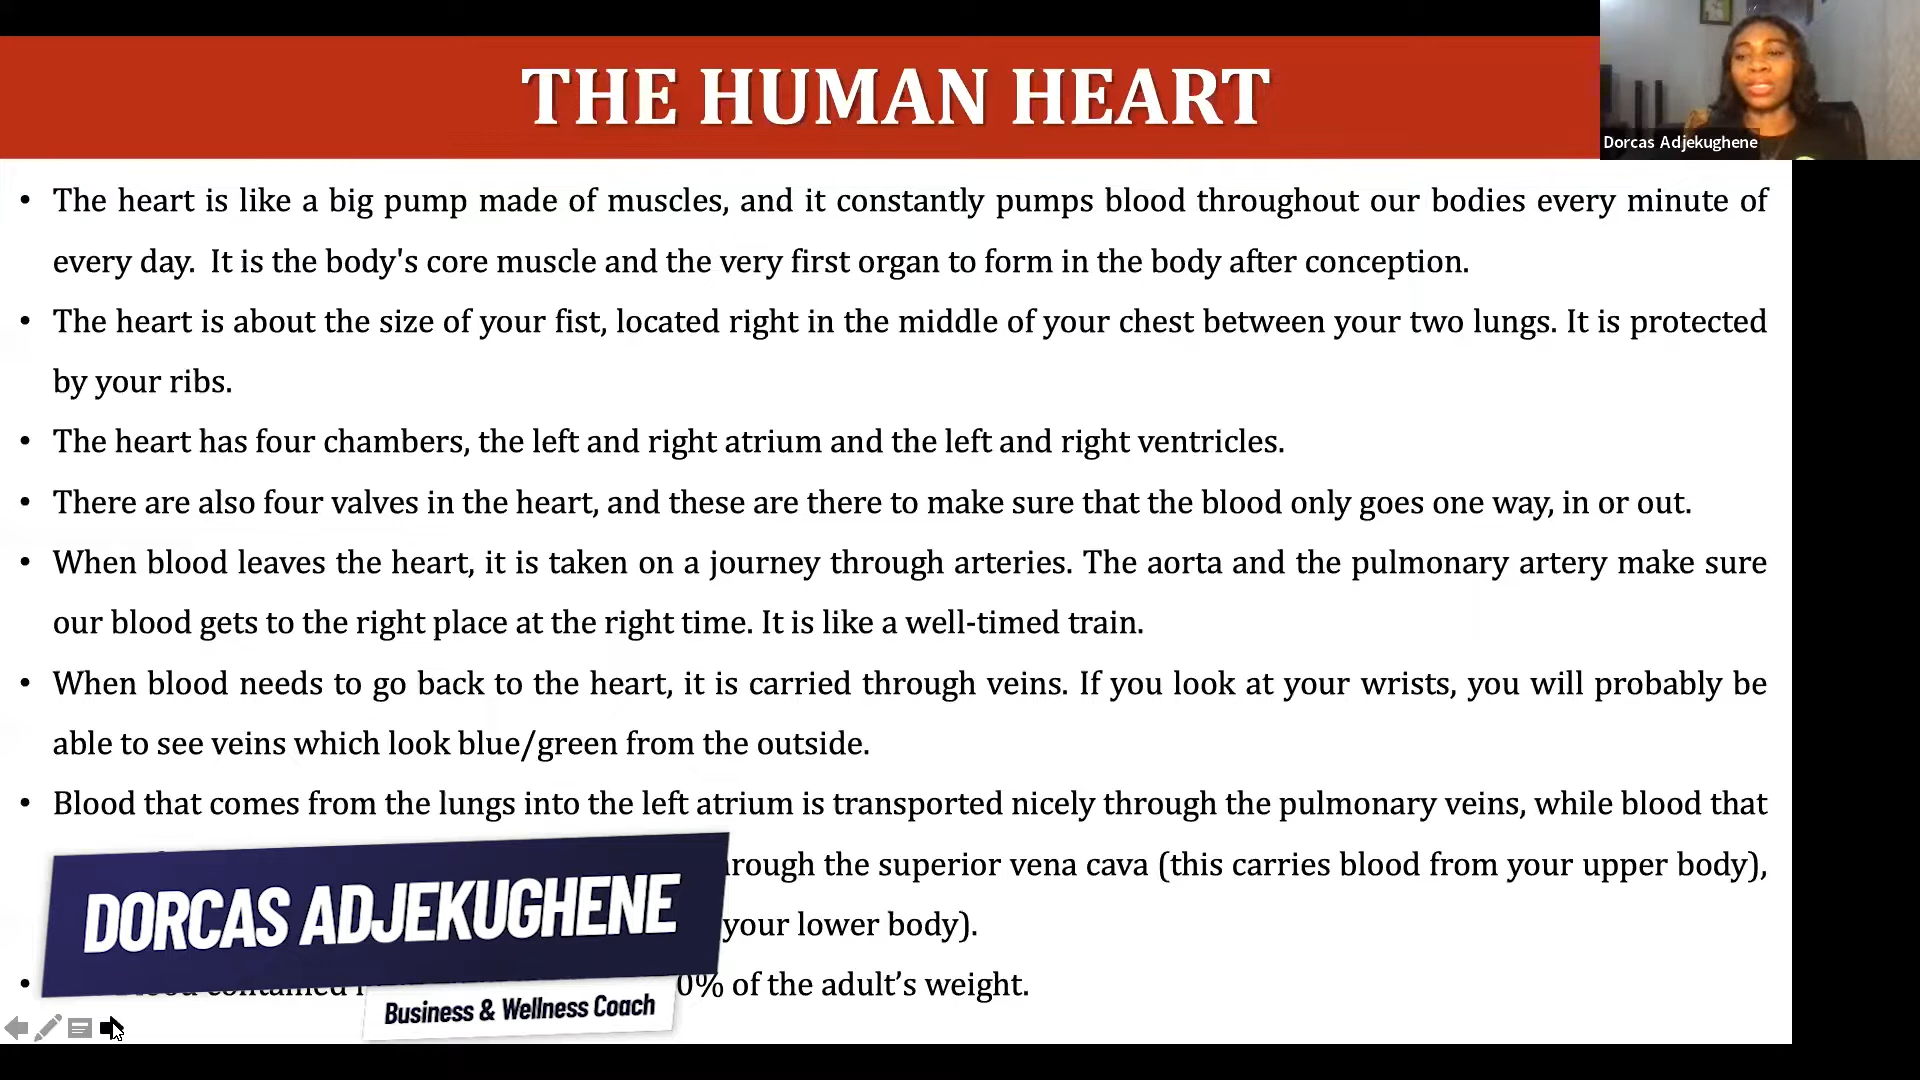 THE HUMAN HEART
Dorcas Adjekughene
• The heart is like a big pump made of muscles, and it constantly pumps blood throughout our bodies every minute of
every day. It is the body's core muscle and the very first organ to form in the body after conception.
• The heart is about the size of your fist, located right in the middle of your chest between your two lungs. It is protected
by your ribs.
• The heart has four chambers, the left and right atrium and the left and right ventricles.
• There are also four valves in the heart, and these are there to make sure that the blood only goes one way, in or out.
• When blood leaves the heart, it is taken on a journey through arteries. The aorta and the pulmonary artery make sure
our blood gets to the right place at the right time. It is like a well-timed train.
• When blood needs to go back to the heart, it is carried through veins. If you look at your wrists, you will probably be
able to see veins which look blue/green from the outside.
• Blood that comes from the lungs into the left atrium is transported nicely through the pulmonary veins, while blood that
the superior vena cava (this carries blood from your upper body),
your lower body).
• contained 0% of the adult’s weight.
DORCAS ADJEKUGHENE
Business & Wellness Coach